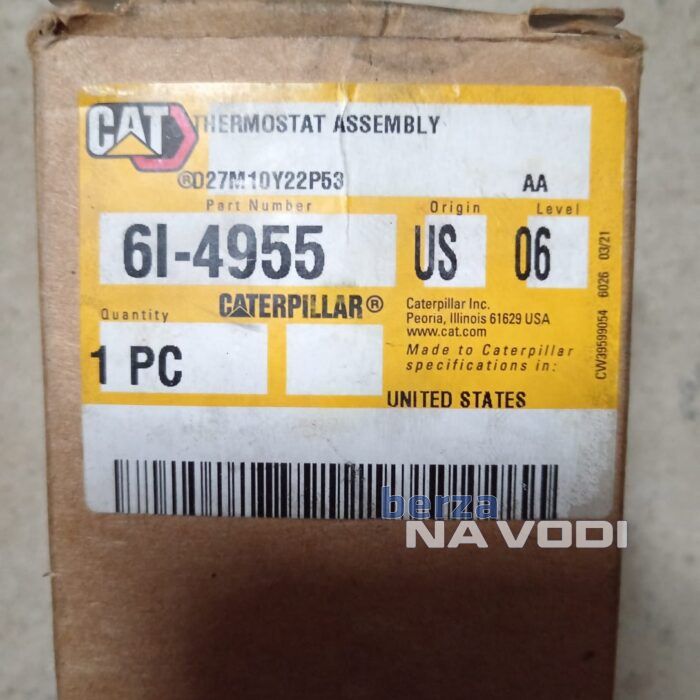 CAT
THERMOSTAT ASSEMBLY
®D27M10Y22P53 AA
Part Number Origin Level
6I-4955 US 06
Quantity
CATERPILLAR®
1 PC
Caterpillar Inc.
Peoria, Illinois 61629 USA
www.cat.com
Made to Caterpillar
specifications in:
UNITED STATES
CW39599054 6026 03/21
berza
NA VODI